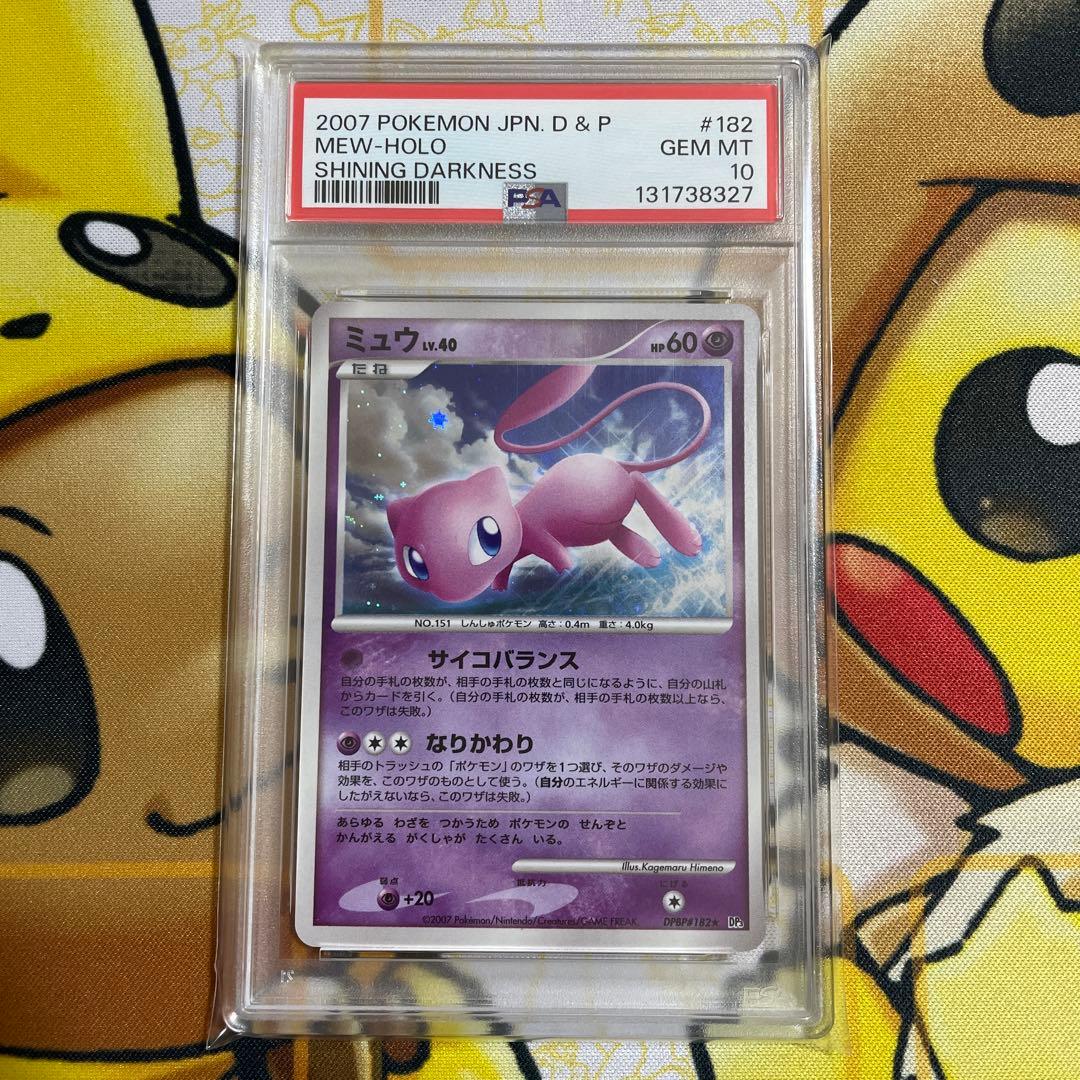 2007 POKEMON JPN. D & P #182
MEW-HOLO GEM MT
SHINING DARKNESS 10
PSA 131738327
ミュウ LV.40 HP60
たね
NO.151 しんしゅポケモン 高さ:0.4m 重さ:4.0kg
サイコバランス
自分の手札の枚数が、相手の手札の枚数と同じになるように、自分の山札
からカードを引く。(自分の手札の枚数が、相手の手札の枚数以上なら、
このワザは失敗。)
なりかわり
相手のトラッシュの「ポケモン」のワザを1つ選び、そのワザのダメージや
効果を、このワザのものとして使う。(自分のエネルギーに関係する効果に
したがえないなら、このワザは失敗。)
あらゆる わざを つかうため ポケモンの せんぞと
かんがえる がくしゃが たくさん いる。
Illus.Kagemaru Himeno
弱点 抵抗力 にげる
+20
©2007 Pokémon/Nintendo/Creatures/GAME FREAK. DPBP#182★ DP3